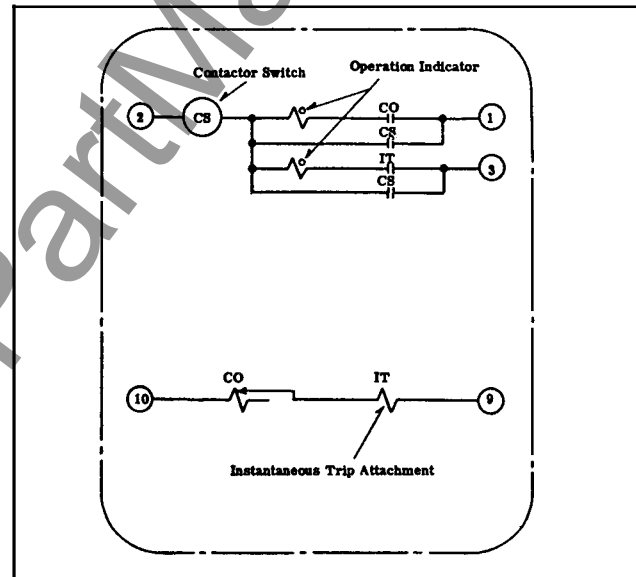 PartMa
Contactor Switch
Operation Indicator
2
CS
CO
1
CS
IT
3
CS
CO
IT
10
9
Instantaneous Trip Attachment